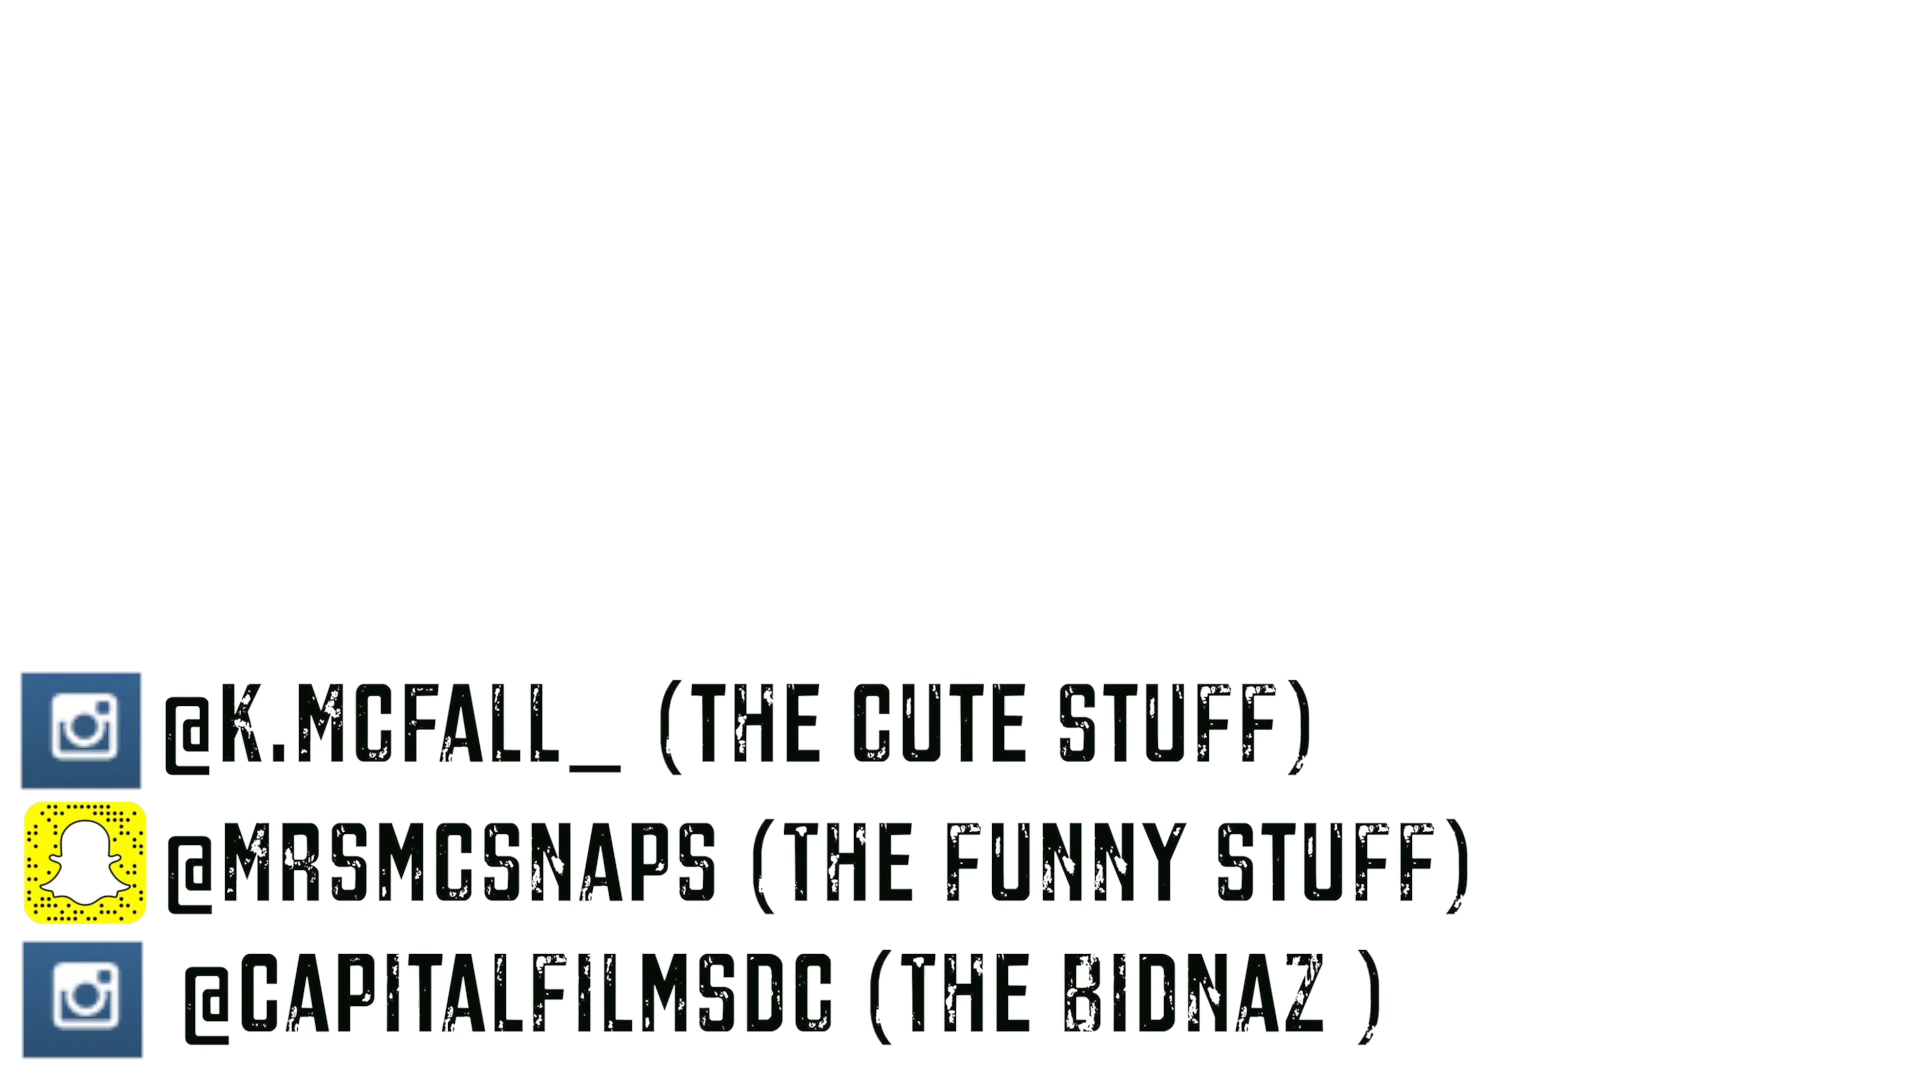 @K.MCFALL_ (THE CUTE STUFF)
@MRSMCSNAPS (THE FUNNY STUFF)
@CAPITALFILMSDC (THE BIDNAZ )